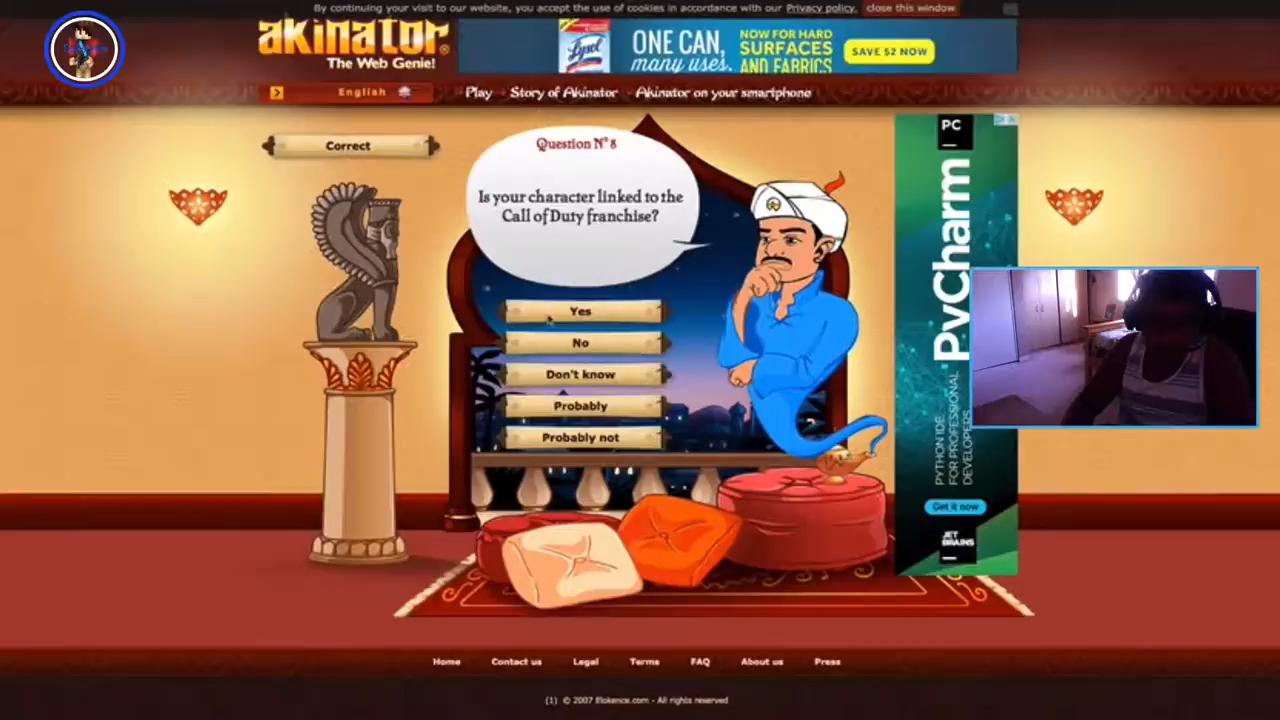 By continuing your visit to our website, you accept the use of cookies in accordance with our Privacy policy. close this window
akinator®
The Web Genie!
Lysol
ONE CAN,
many uses.
NOW FOR HARD
SURFACES
AND FABRICS
SAVE $2 NOW
English
Play
Story of Akinator
Akinator on your smartphone
Correct
Question N° 8
Is your character linked to the
Call of Duty franchise?
Yes
No
Don't know
Probably
Probably not
PC
PyCharm
PYTHON IDE
FOR PROFESSIONAL
DEVELOPERS
Get it now
JET
BRAINS
Home
Contact us
Legal
Terms
FAQ
About us
Press
(1) © 2007 Elokence.com - All rights reserved